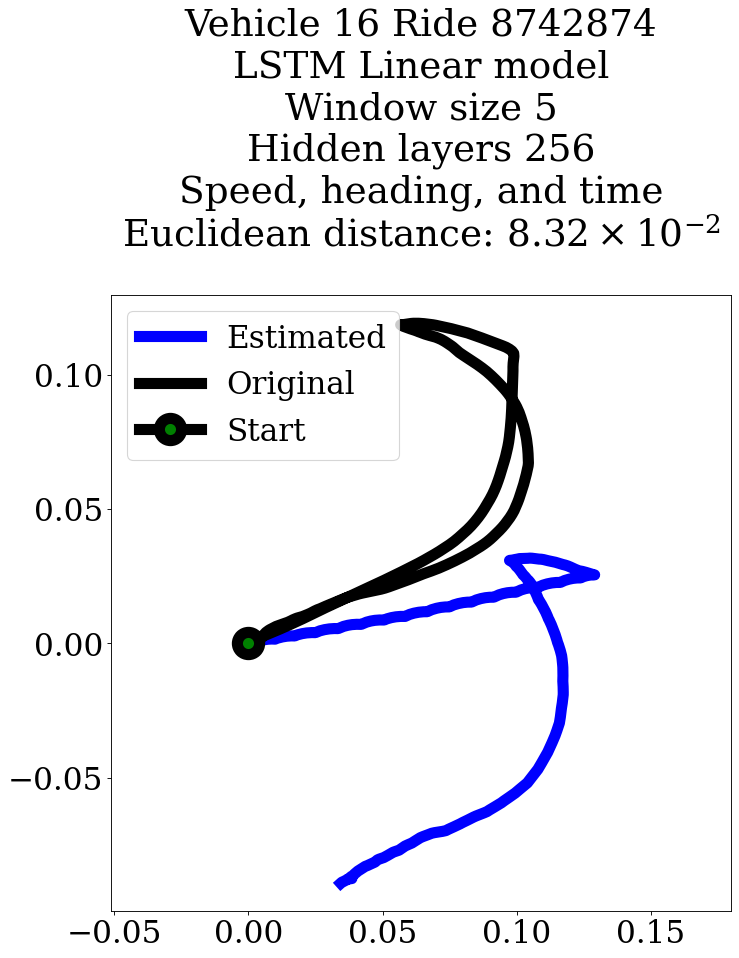 Vehicle 16 Ride 8742874
LSTM Linear model
Window size 5
Hidden layers 256
Speed, heading, and time
Euclidean distance: 8.32 × 10⁻²
Estimated
Original
Start
0.10
0.05
0.00
−0.05
−0.05 0.00 0.05 0.10 0.15